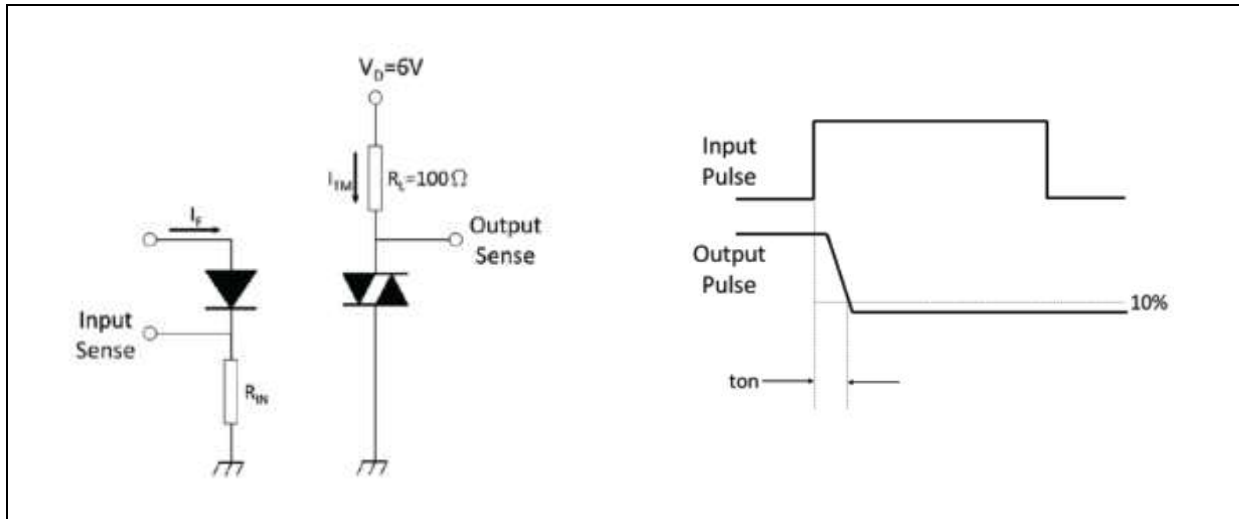 V_D=6V
I_TM
R_L=100Ω
I_F
Output
Sense
Input
Sense
R_IN
Input
Pulse
Output
Pulse
10%
ton